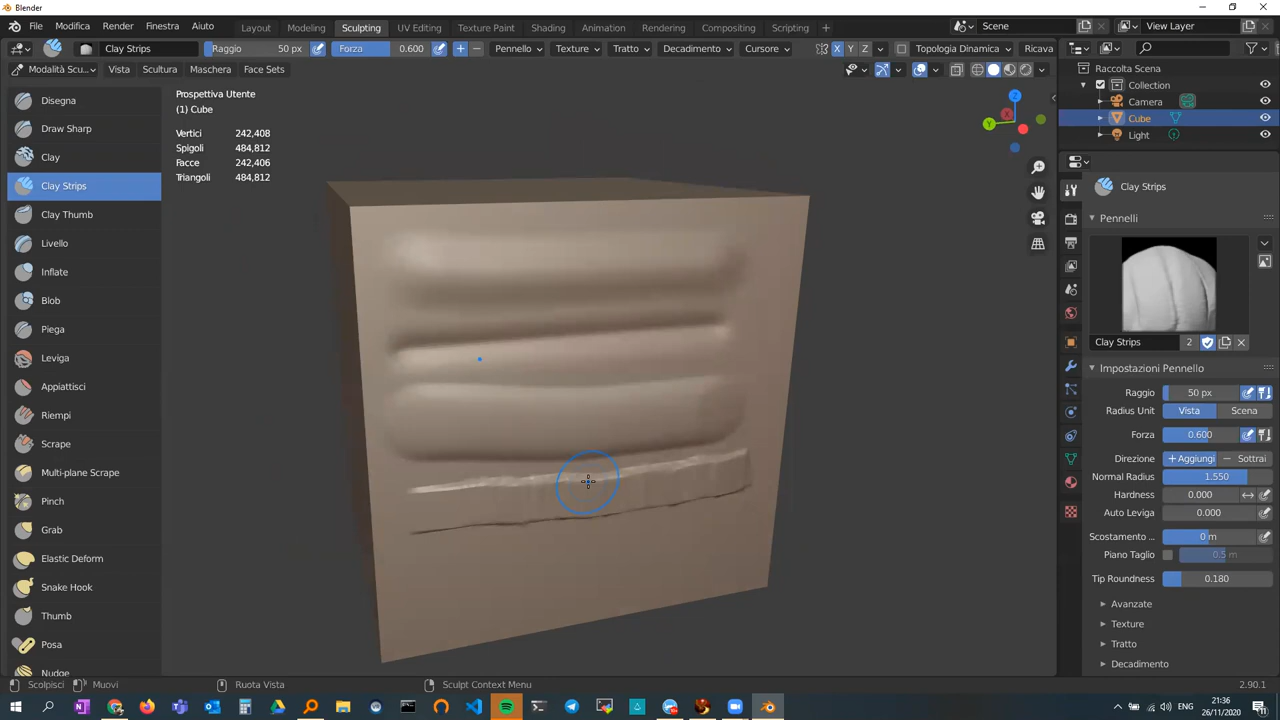 Blender
File Modifica Render Finestra Aiuto Layout Modeling Sculpting UV Editing Texture Paint Shading Animation Rendering Compositing Scripting + Scene View Layer
Clay Strips Raggio 50 px Forza 0.600 + − Pennello Texture Tratto Decadimento Cursore X Y Z Topologia Dinamica Ricava
Modalità Scu... Vista Scultura Maschera Face Sets
Disegna
Draw Sharp
Clay
Clay Strips
Clay Thumb
Livello
Inflate
Blob
Piega
Leviga
Appiattisci
Riempi
Scrape
Multi-plane Scrape
Pinch
Grab
Elastic Deform
Snake Hook
Thumb
Posa
Nudge
Prospettiva Utente
(1) Cube
Vertici 242,408
Spigoli 484,812
Facce 242,406
Triangoli 484,812
Z
Y
X
Raccolta Scena
Collection
Camera
Cube
Light
Clay Strips
Pennelli
Clay Strips 2
Impostazioni Pennello
Raggio 50 px
Radius Unit Vista Scena
Forza 0.600
Direzione + Aggiungi − Sottrai
Normal Radius 1.550
Hardness 0.000
Auto Leviga 0.000
Scostamento ... 0 m
Piano Taglio 0.5 m
Tip Roundness 0.180
Avanzate
Texture
Tratto
Decadimento
Scolpisci Muovi Ruota Vista Sculpt Context Menu 2.90.1
ENG 21:36
26/11/2020